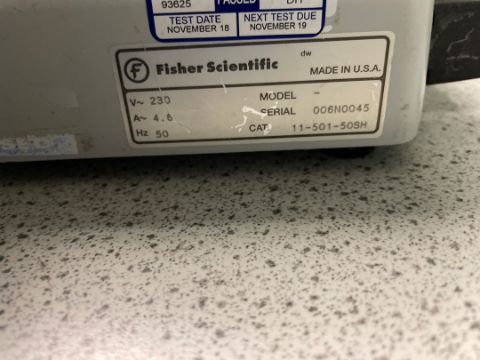 93625 PASSED
TEST DATE NEXT TEST DUE
NOVEMBER 18 NOVEMBER 19
dw
Fisher Scientific MADE IN U.S.A.
V~ 230 MODEL -
A~ 4.6 SERIAL 006N0045
Hz 50 CAT. 11-501-50SH